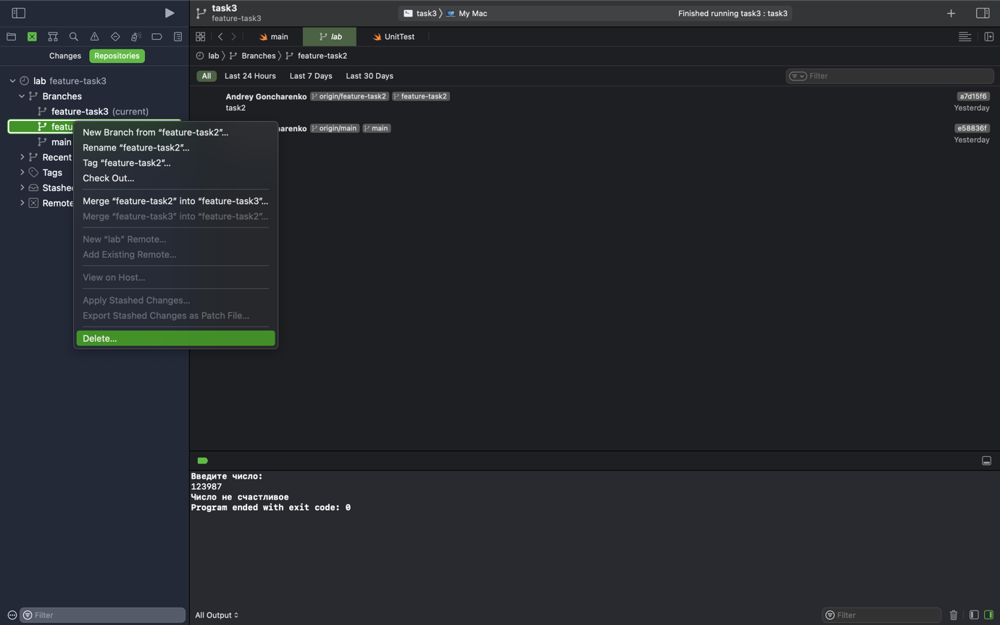 task3
feature-task3
task3 〉 My Mac
Finished running task3 : task3
main
lab
UnitTest
Changes
Repositories
lab 〉 Branches 〉 feature-task2
All
Last 24 Hours
Last 7 Days
Last 30 Days
Filter
lab feature-task3
Branches
feature-task3 (current)
main
Recent
Tags
Remote
Andrey Goncharenko origin/feature-task2 feature-task2 a7d15f6
task2 Yesterday
origin/main main e58836f
Yesterday
New Branch from “feature-task2”...
Rename “feature-task2”...
Tag “feature-task2”...
Check Out...
Merge “feature-task2” into “feature-task3”...
Merge “feature-task3” into “feature-task2”...
New “lab” Remote...
Add Existing Remote...
View on Host...
Apply Stashed Changes...
Export Stashed Changes as Patch File...
Delete...
Введите число:
123987
Число не счастливое
Program ended with exit code: 0
Filter
All Output
Filter